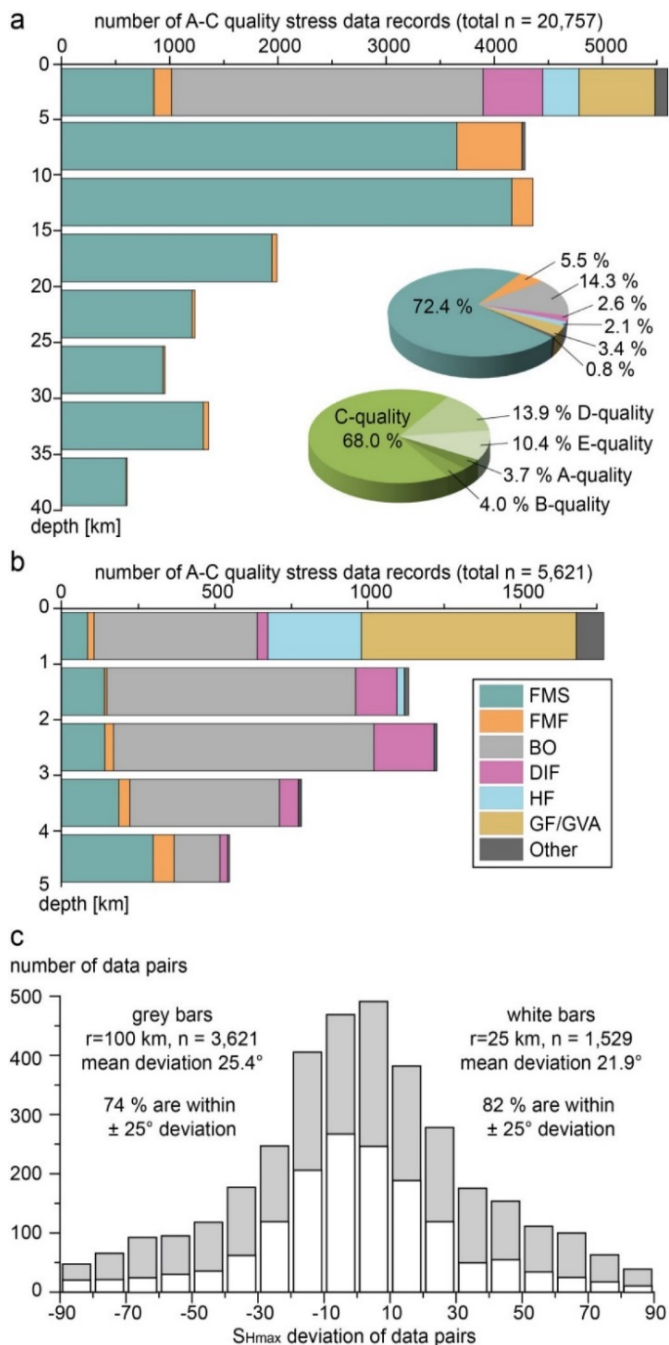 a
number of A-C quality stress data records (total n = 20,757)
0 1000 2000 3000 4000 5000
0
5
10
15
20
25
30
35
40
depth [km]
72.4 %
5.5 %
14.3 %
2.6 %
2.1 %
3.4 %
0.8 %
C-quality
68.0 %
13.9 % D-quality
10.4 % E-quality
3.7 % A-quality
4.0 % B-quality
b
number of A-C quality stress data records (total n = 5,621)
0 500 1000 1500
0
1
2
3
4
5
depth [km]
FMS
FMF
BO
DIF
HF
GF/GVA
Other
c
number of data pairs
500
400
300
200
100
0
grey bars
r=100 km, n = 3,621
mean deviation 25.4°
74 % are within
± 25° deviation
white bars
r=25 km, n = 1,529
mean deviation 21.9°
82 % are within
± 25° deviation
-90 -70 -50 -30 -10 10 30 50 70 90
SHmax deviation of data pairs